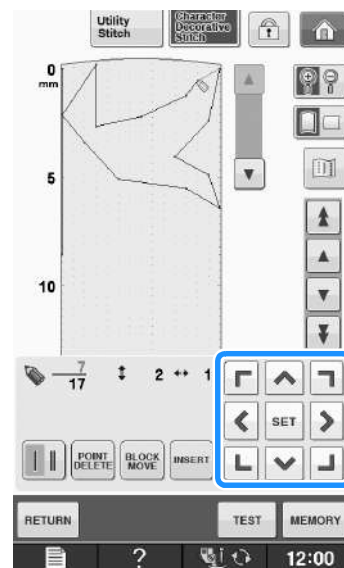 Utility
Stitch
Character
Decorative
Stitch
0
mm
5
10
7
17
2
1
SET
POINT
DELETE
BLOCK
MOVE
INSERT
RETURN
TEST
MEMORY
?
12:00